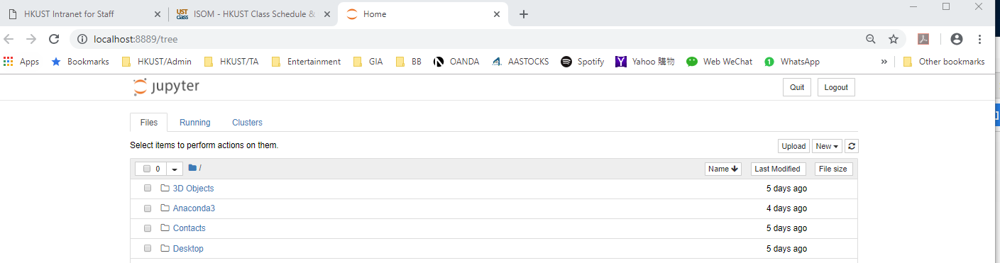 HKUST Intranet for Staff
UST class ISOM - HKUST Class Schedule &
Home
localhost:8889/tree
Apps Bookmarks HKUST/Admin HKUST/TA Entertainment GIA BB OANDA AASTOCKS Spotify Yahoo 購物 Web WeChat 1 WhatsApp » Other bookmarks
jupyter Quit Logout
Files Running Clusters
Select items to perform actions on them. Upload New
0 / Name Last Modified File size
3D Objects 5 days ago
Anaconda3 4 days ago
Contacts 5 days ago
Desktop 5 days ago